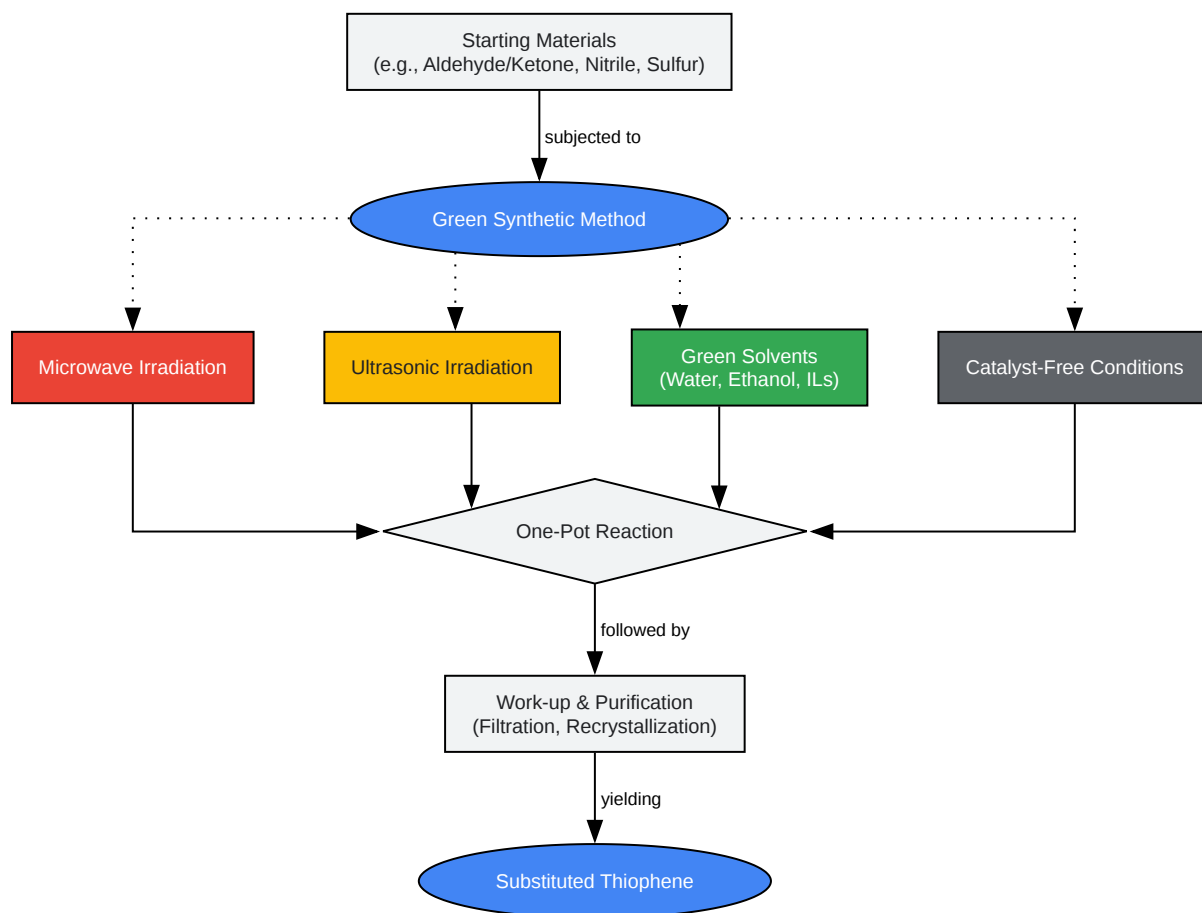 Starting Materials
(e.g., Aldehyde/Ketone, Nitrile, Sulfur)
subjected to
Green Synthetic Method
Microwave Irradiation
Ultrasonic Irradiation
Green Solvents
(Water, Ethanol, ILs)
Catalyst-Free Conditions
One-Pot Reaction
followed by
Work-up & Purification
(Filtration, Recrystallization)
yielding
Substituted Thiophene